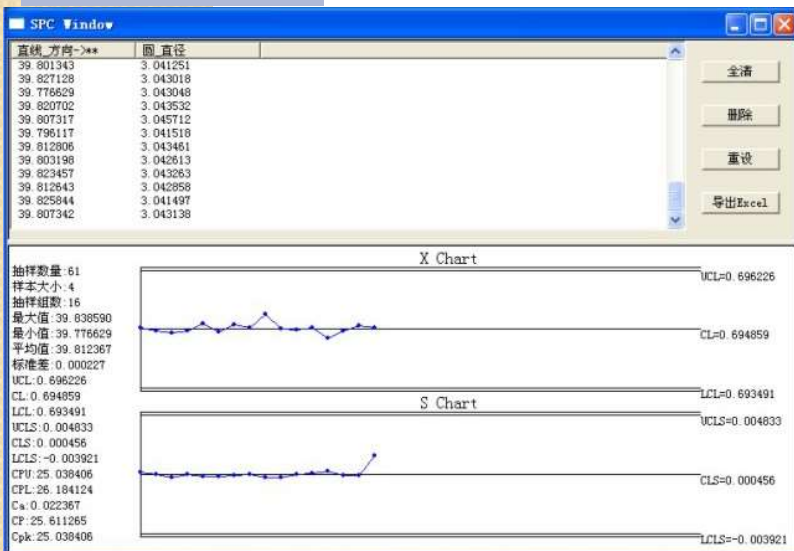 SPC Window
直线_方向->** 圆_直径
39.801343 3.041251
39.827128 3.043018
39.776629 3.043048
39.820702 3.043532
39.807317 3.045712
39.796117 3.041518
39.812806 3.043461
39.803198 3.042613
39.823457 3.043263
39.812643 3.042858
39.825844 3.041497
39.807342 3.043138
全清
删除
重设
导出Excel
抽样数量:61
样本大小:4
抽样组数:16
最大值:39.838590
最小值:39.776629
平均值:39.812367
标准差:0.000227
UCL:0.696226
CL:0.694859
LCL:0.693491
UCLS:0.004833
CLS:0.000456
LCLS:-0.003921
CPU:25.038406
CPL:26.184124
Ca:0.022367
CP:25.611265
Cpk:25.038406
X Chart
UCL=0.696226
CL=0.694859
LCL=0.693491
S Chart
UCLS=0.004833
CLS=0.000456
LCLS=-0.003921